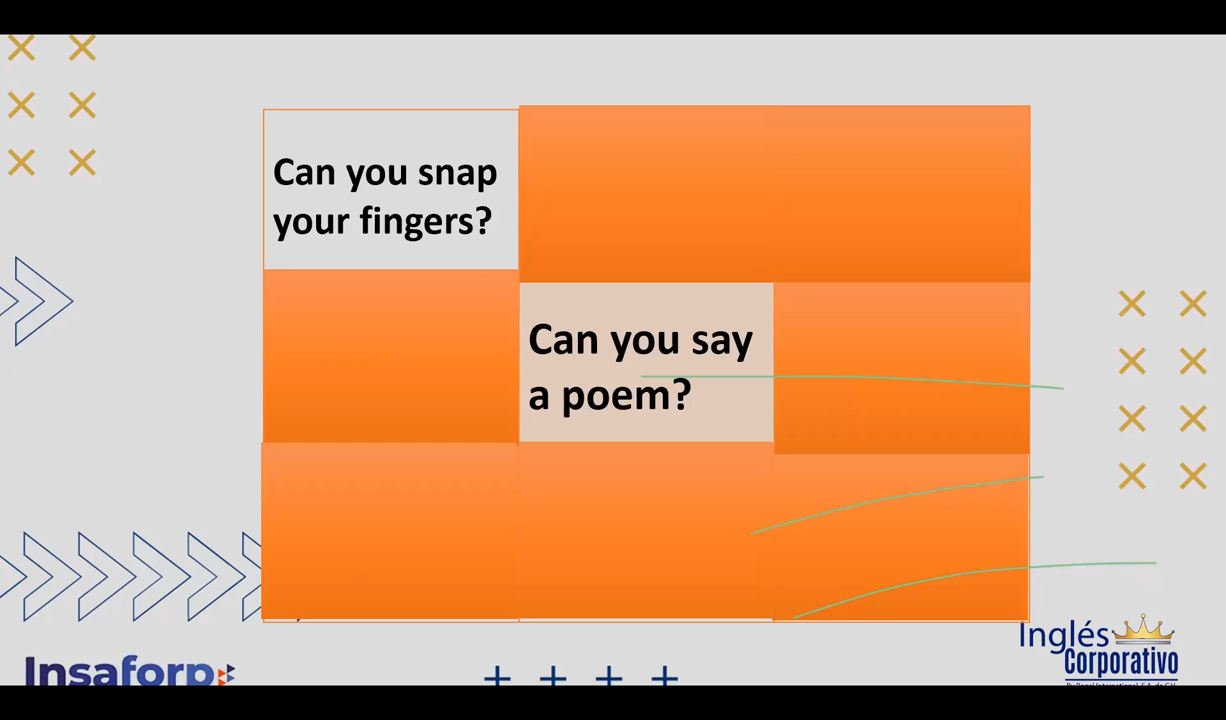 Can you snap
your fingers?
Can you say
a poem?
Inglés
Corporativo
Insaforp